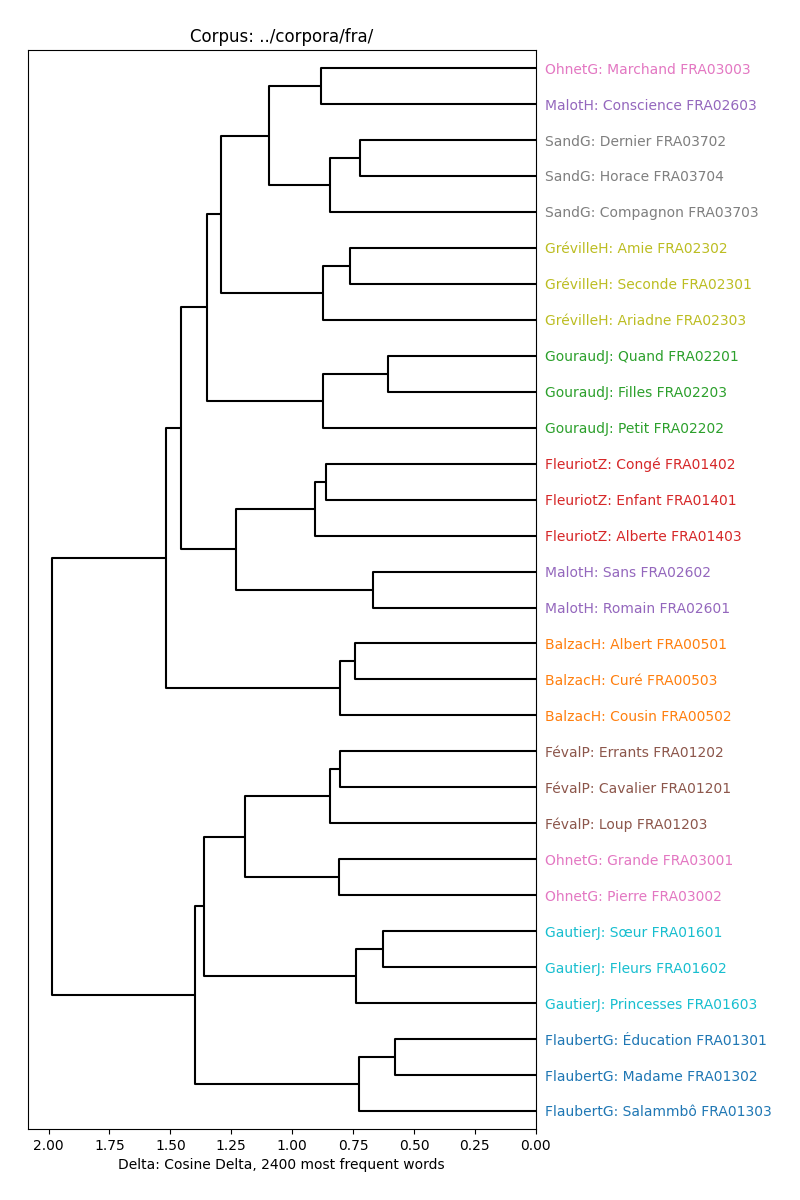 Corpus: ../corpora/fra/
OhnetG: Marchand FRA03003
MalotH: Conscience FRA02603
SandG: Dernier FRA03702
SandG: Horace FRA03704
SandG: Compagnon FRA03703
GrévilleH: Amie FRA02302
GrévilleH: Seconde FRA02301
GrévilleH: Ariadne FRA02303
GouraudJ: Quand FRA02201
GouraudJ: Filles FRA02203
GouraudJ: Petit FRA02202
FleuriotZ: Congé FRA01402
FleuriotZ: Enfant FRA01401
FleuriotZ: Alberte FRA01403
MalotH: Sans FRA02602
MalotH: Romain FRA02601
BalzacH: Albert FRA00501
BalzacH: Curé FRA00503
BalzacH: Cousin FRA00502
FévalP: Errants FRA01202
FévalP: Cavalier FRA01201
FévalP: Loup FRA01203
OhnetG: Grande FRA03001
OhnetG: Pierre FRA03002
GautierJ: Sœur FRA01601
GautierJ: Fleurs FRA01602
GautierJ: Princesses FRA01603
FlaubertG: Éducation FRA01301
FlaubertG: Madame FRA01302
FlaubertG: Salammbô FRA01303
2.00 1.75 1.50 1.25 1.00 0.75 0.50 0.25 0.00
Delta: Cosine Delta, 2400 most frequent words